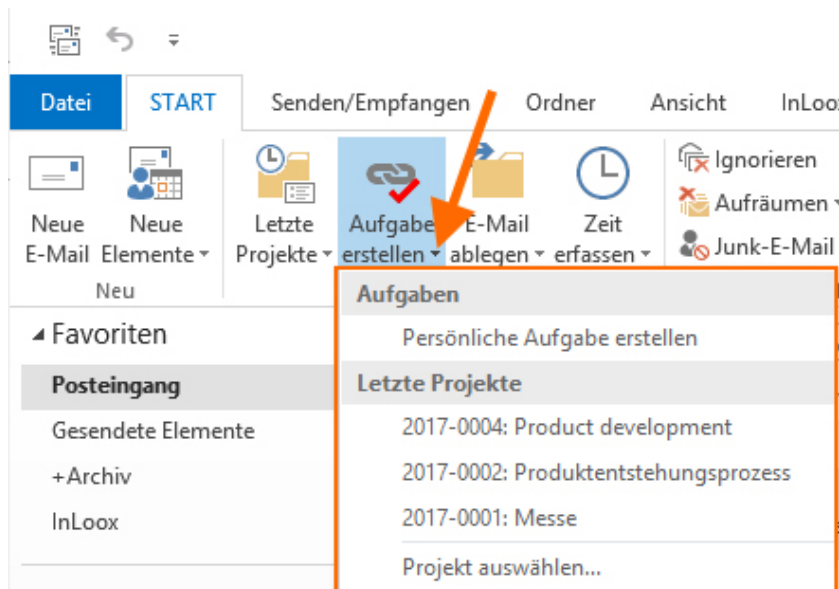 Datei START Senden/Empfangen Ordner Ansicht InLoox
Neue E-Mail
Neue Elemente
Letzte Projekte
Aufgabe erstellen
E-Mail ablegen
Zeit erfassen
Ignorieren
Aufräumen
Junk-E-Mail
Neu
Aufgaben
Persönliche Aufgabe erstellen
Letzte Projekte
2017-0004: Product development
2017-0002: Produktentstehungsprozess
2017-0001: Messe
Projekt auswählen...
Favoriten
Posteingang
Gesendete Elemente
+Archiv
InLoox